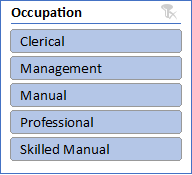 Occupation
Clerical
Management
Manual
Professional
Skilled Manual